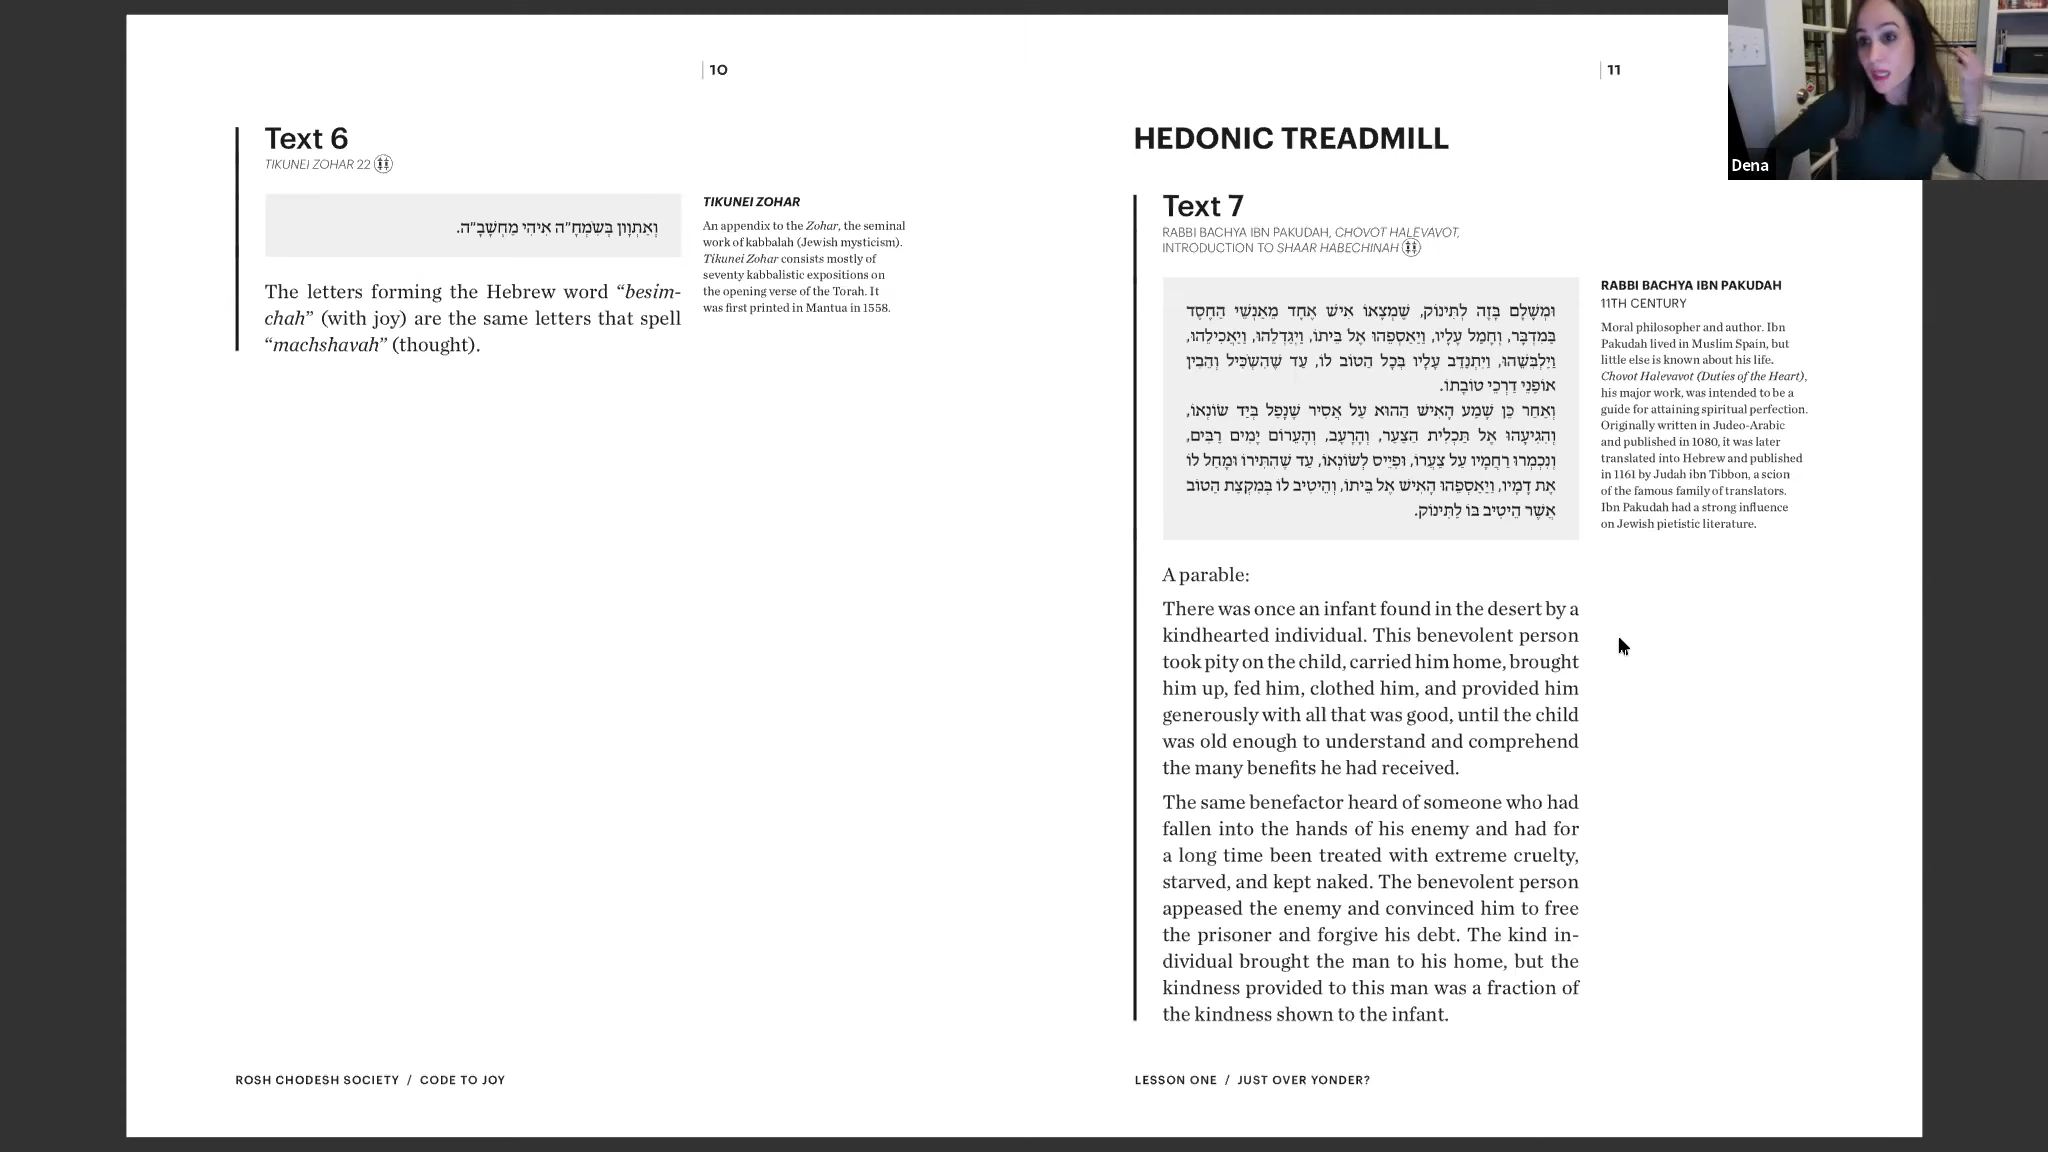 10
Text 6
TIKUNEI ZOHAR 22
וְאַתְוָון בְּשִׂמְחָ"ה אִיהִי מַחְשָׁבָ"ה.
The letters forming the Hebrew word “besim-
chah” (with joy) are the same letters that spell
“machshavah” (thought).
TIKUNEI ZOHAR
An appendix to the Zohar, the seminal
work of kabbalah (Jewish mysticism).
Tikunei Zohar consists mostly of
seventy kabbalistic expositions on
the opening verse of the Torah. It
was first printed in Mantua in 1558.
ROSH CHODESH SOCIETY / CODE TO JOY
11
HEDONIC TREADMILL
Text 7
RABBI BACHYA IBN PAKUDAH, CHOVOT HALEVAVOT,
INTRODUCTION TO SHAAR HABECHINAH
וּמְשָׁלָם בָּזֶה לְתִּינוֹק, שֶׁמְצָאוֹ אִישׁ אֶחָד מֵאַנְשֵׁי הַחֶסֶד
בַּמִּדְבָּר, וְחָמַל עָלָיו, וַיַּאַסְפֵהוּ אֶל בֵּיתוֹ, וַיְגַדְּלֵהוּ, וַיַּאֲכִילֵהוּ,
וַיַּלְבִּשֵׁהוּ, וַיִּתְנַדֵּב עָלָיו בְּכָל הַטוֹב לוֹ, עַד שֶׁהִשְׂכִּיל וְהֵבִין
אוֹפַנֵי דַרְכֵי טוֹבָתוֹ.
וְאַחַר כֵּן שָׁמַע הָאִישׁ הַהוּא עַל אֲסִיר שֶׁנָפַל בְּיַד שׂוֹנְאוֹ,
וְהִגִיעָהוּ אֶל תַּכְלִית הַצַעַר, וְהָרָעָב, וְהָעֵרוֹם יָמִים רַבִּים,
וְנִכְמְרוּ רַחֲמָיו עַל צַעֲרוֹ, וּפִיֵיס לְשׂוֹנְאוֹ, עַד שֶׁהִתִּירוֹ וּמָחַל לוֹ
אֶת דָמָיו, וַיַּאַסְפֵהוּ הָאִישׁ אֶל בֵּיתוֹ, וְהֵיטִיב לוֹ בְּמִקְצַת הַטוֹב
אֲשֶׁר הֵיטִיב בּוֹ לַתִּינוֹק.
A parable:
There was once an infant found in the desert by a
kindhearted individual. This benevolent person
took pity on the child, carried him home, brought
him up, fed him, clothed him, and provided him
generously with all that was good, until the child
was old enough to understand and comprehend
the many benefits he had received.
The same benefactor heard of someone who had
fallen into the hands of his enemy and had for
a long time been treated with extreme cruelty,
starved, and kept naked. The benevolent person
appeased the enemy and convinced him to free
the prisoner and forgive his debt. The kind in-
dividual brought the man to his home, but the
kindness provided to this man was a fraction of
the kindness shown to the infant.
RABBI BACHYA IBN PAKUDAH
11TH CENTURY
Moral philosopher and author. Ibn
Pakudah lived in Muslim Spain, but
little else is known about his life.
Chovot Halevavot (Duties of the Heart),
his major work, was intended to be a
guide for attaining spiritual perfection.
Originally written in Judeo-Arabic
and published in 1080, it was later
translated into Hebrew and published
in 1161 by Judah ibn Tibbon, a scion
of the famous family of translators.
Ibn Pakudah had a strong influence
on Jewish pietistic literature.
LESSON ONE / JUST OVER YONDER?
Dena